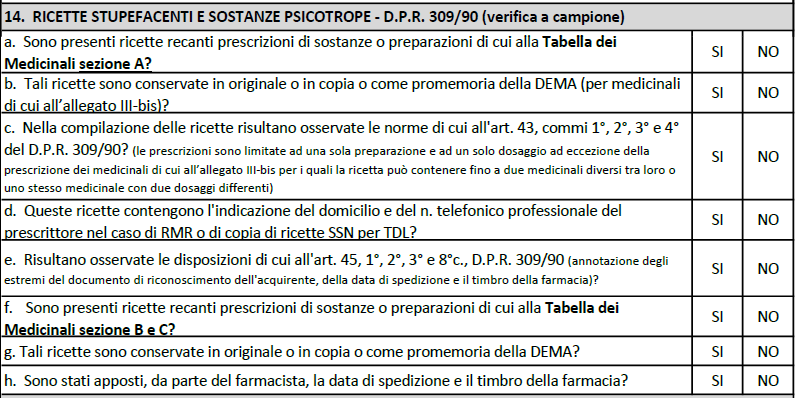 14. RICETTE STUPEFACENTI E SOSTANZE PSICOTROPE - D.P.R. 309/90 (verifica a campione)
a. Sono presenti ricette recanti prescrizioni di sostanze o preparazioni di cui alla Tabella dei
Medicinali sezione A?
SI NO
b. Tali ricette sono conservate in originale o in copia o come promemoria della DEMA (per medicinali
di cui all’allegato III-bis)?
SI NO
c. Nella compilazione delle ricette risultano osservate le norme di cui all'art. 43, commi 1°, 2°, 3° e 4°
del D.P.R. 309/90? (le prescrizioni sono limitate ad una sola preparazione e ad un solo dosaggio ad eccezione della
prescrizione dei medicinali di cui all’allegato III-bis per i quali la ricetta può contenere fino a due medicinali diversi tra loro o
uno stesso medicinale con due dosaggi differenti)
SI NO
d. Queste ricette contengono l'indicazione del domicilio e del n. telefonico professionale del
prescrittore nel caso di RMR o di copia di ricette SSN per TDL?
SI NO
e. Risultano osservate le disposizioni di cui all'art. 45, 1°, 2°, 3° e 8°c., D.P.R. 309/90 (annotazione degli
estremi del documento di riconoscimento dell'acquirente, della data di spedizione e il timbro della farmacia)?
SI NO
f. Sono presenti ricette recanti prescrizioni di sostanze o preparazioni di cui alla Tabella dei
Medicinali sezione B e C?
SI NO
g. Tali ricette sono conservate in originale o in copia o come promemoria della DEMA?
SI NO
h. Sono stati apposti, da parte del farmacista, la data di spedizione e il timbro della farmacia?
SI NO